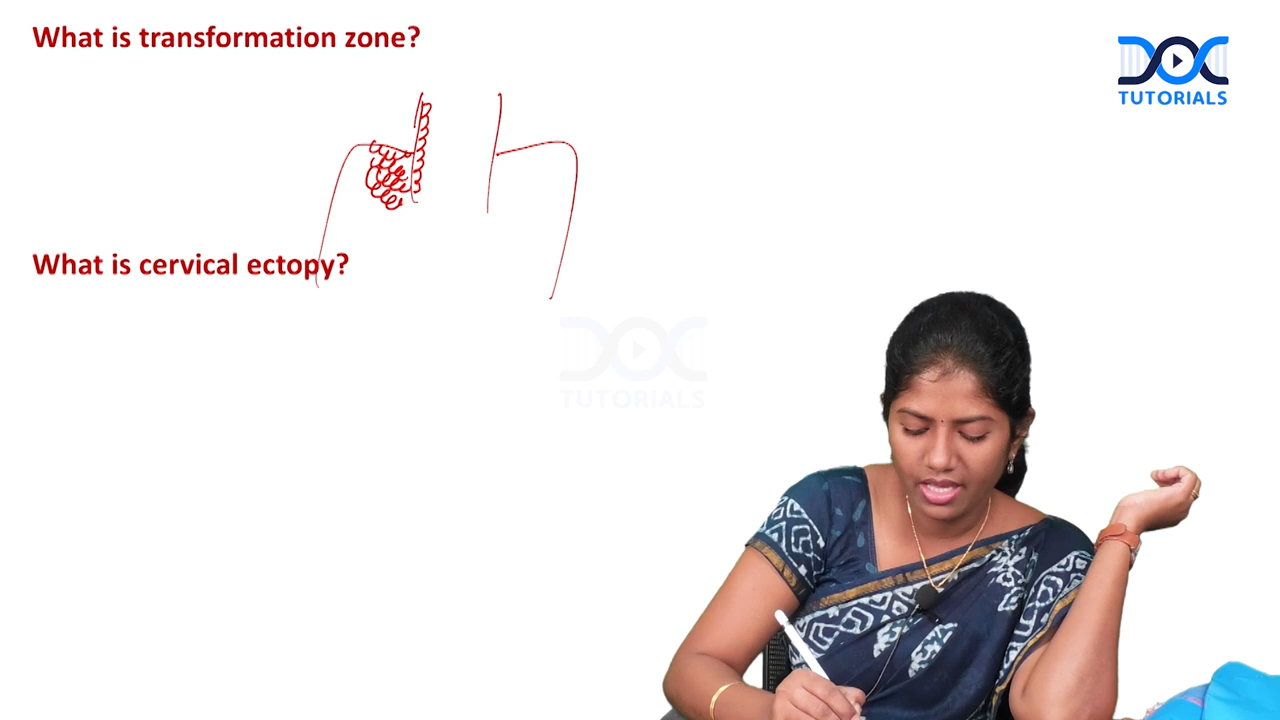 What is transformation zone?
TUTORIALS
What is cervical ectopy?
TUTORIALS